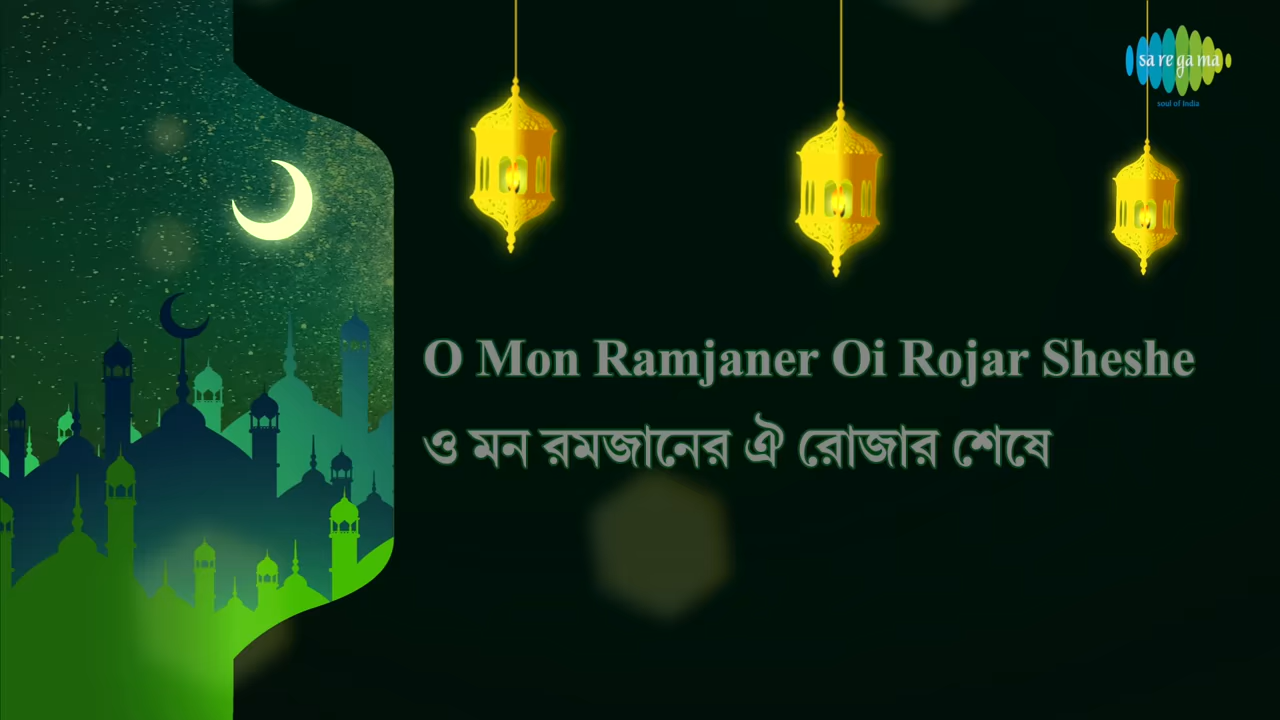 sa re ga ma
soul of India
O Mon Ramjaner Oi Rojar Sheshe
ও মন রমজানের ঐ রোজার শেষে